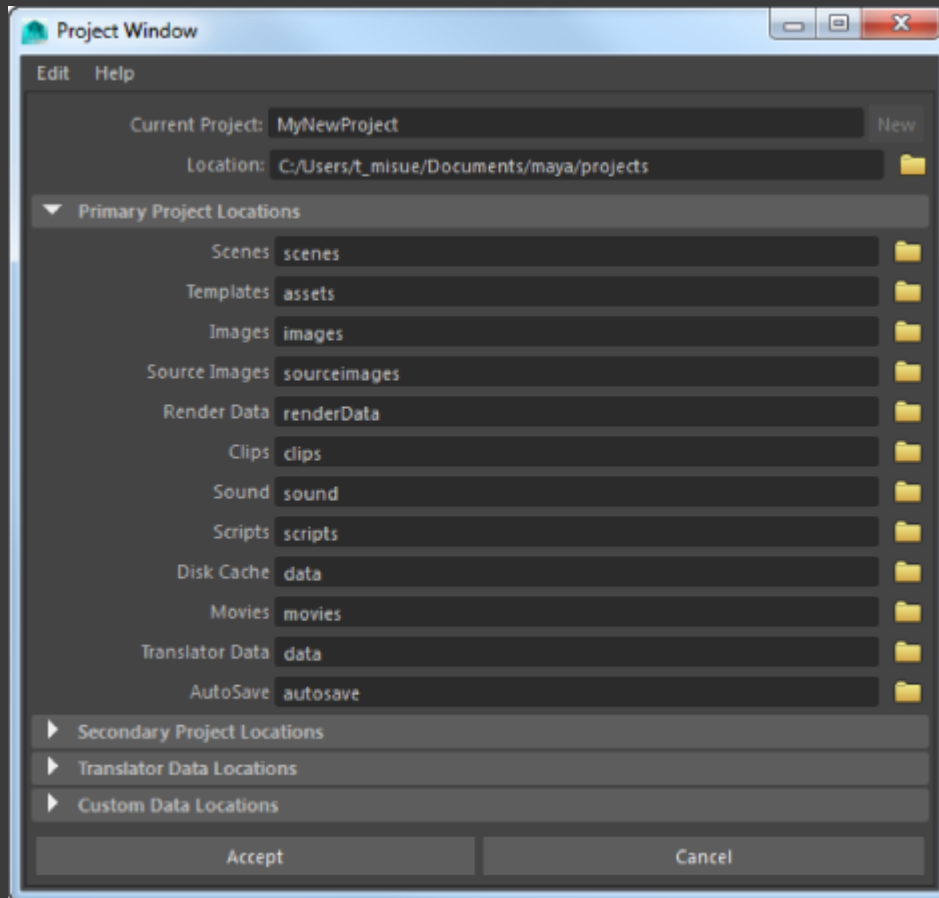 Project Window
Edit Help
Current Project: MyNewProject New
Location: C:/Users/t_misue/Documents/maya/projects
Primary Project Locations
Scenes scenes
Templates assets
Images images
Source Images sourceimages
Render Data renderData
Clips clips
Sound sound
Scripts scripts
Disk Cache data
Movies movies
Translator Data data
AutoSave autosave
Secondary Project Locations
Translator Data Locations
Custom Data Locations
Accept Cancel